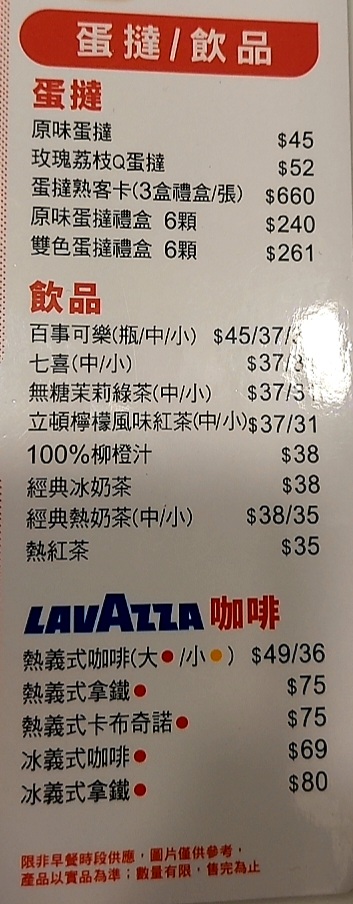 蛋撻/飲品
蛋撻
原味蛋撻 $45
玫瑰荔枝Q蛋撻 $52
蛋撻熟客卡(3盒禮盒/張) $660
原味蛋撻禮盒 6顆 $240
雙色蛋撻禮盒 6顆 $261
飲品
百事可樂(瓶/中/小) $45/37/
七喜(中/小) $37/
無糖茉莉綠茶(中/小) $37/31
立頓檸檬風味紅茶(中/小)$37/31
100%柳橙汁 $38
經典冰奶茶 $38
經典熱奶茶(中/小) $38/35
熱紅茶 $35
LAVAZZA 咖啡
熱義式咖啡(大●/小●) $49/36
熱義式拿鐵● $75
熱義式卡布奇諾● $75
冰義式咖啡● $69
冰義式拿鐵● $80
限非早餐時段供應，圖片僅供參考，
產品以實品為準；數量有限，售完為止